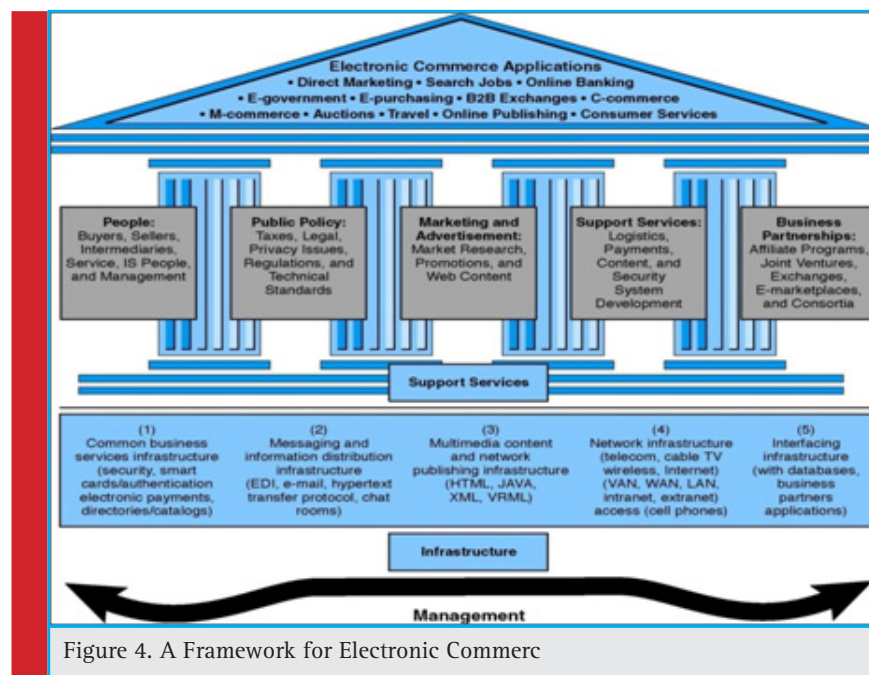 Electronic Commerce Applications
• Direct Marketing • Search Jobs • Online Banking
• E-government • E-purchasing • B2B Exchanges • C-commerce
• M-commerce • Auctions • Travel • Online Publishing • Consumer Services
People:
Buyers, Sellers,
Intermediaries,
Service, IS People,
and Management
Public Policy:
Taxes, Legal,
Privacy Issues,
Regulations, and
Technical
Standards
Marketing and
Advertisement:
Market Research,
Promotions, and
Web Content
Support Services:
Logistics,
Payments,
Content, and
Security
System
Development
Business
Partnerships:
Affiliate Programs,
Joint Ventures,
Exchanges,
E-marketplaces,
and Consortia
Support Services
(1)
Common business
services infrastructure
(security, smart
cards/authentication
electronic payments,
directories/catalogs)
(2)
Messaging and
information distribution
infrastructure
(EDI, e-mail, hypertext
transfer protocol, chat
rooms)
(3)
Multimedia content
and network
publishing infrastructure
(HTML, JAVA,
XML, VRML)
(4)
Network infrastructure
(telecom, cable TV
wireless, Internet)
(VAN, WAN, LAN,
intranet, extranet)
access (cell phones)
(5)
Interfacing
infrastructure
(with databases,
business
partners
applications)
Infrastructure
Management
Figure 4. A Framework for Electronic Commerc